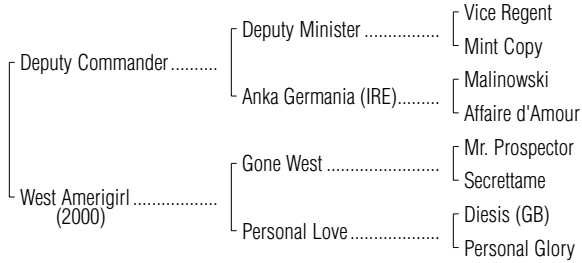 Vice Regent
Deputy Minister ..................
Mint Copy
Deputy Commander..........
Malinowski
Anka Germania (IRE).........
Affaire d'Amour
Mr. Prospector
Gone West ...........................
Secrettame
West Amerigirl ....................
(2000)
Diesis (GB)
Personal Love.....................
Personal Glory